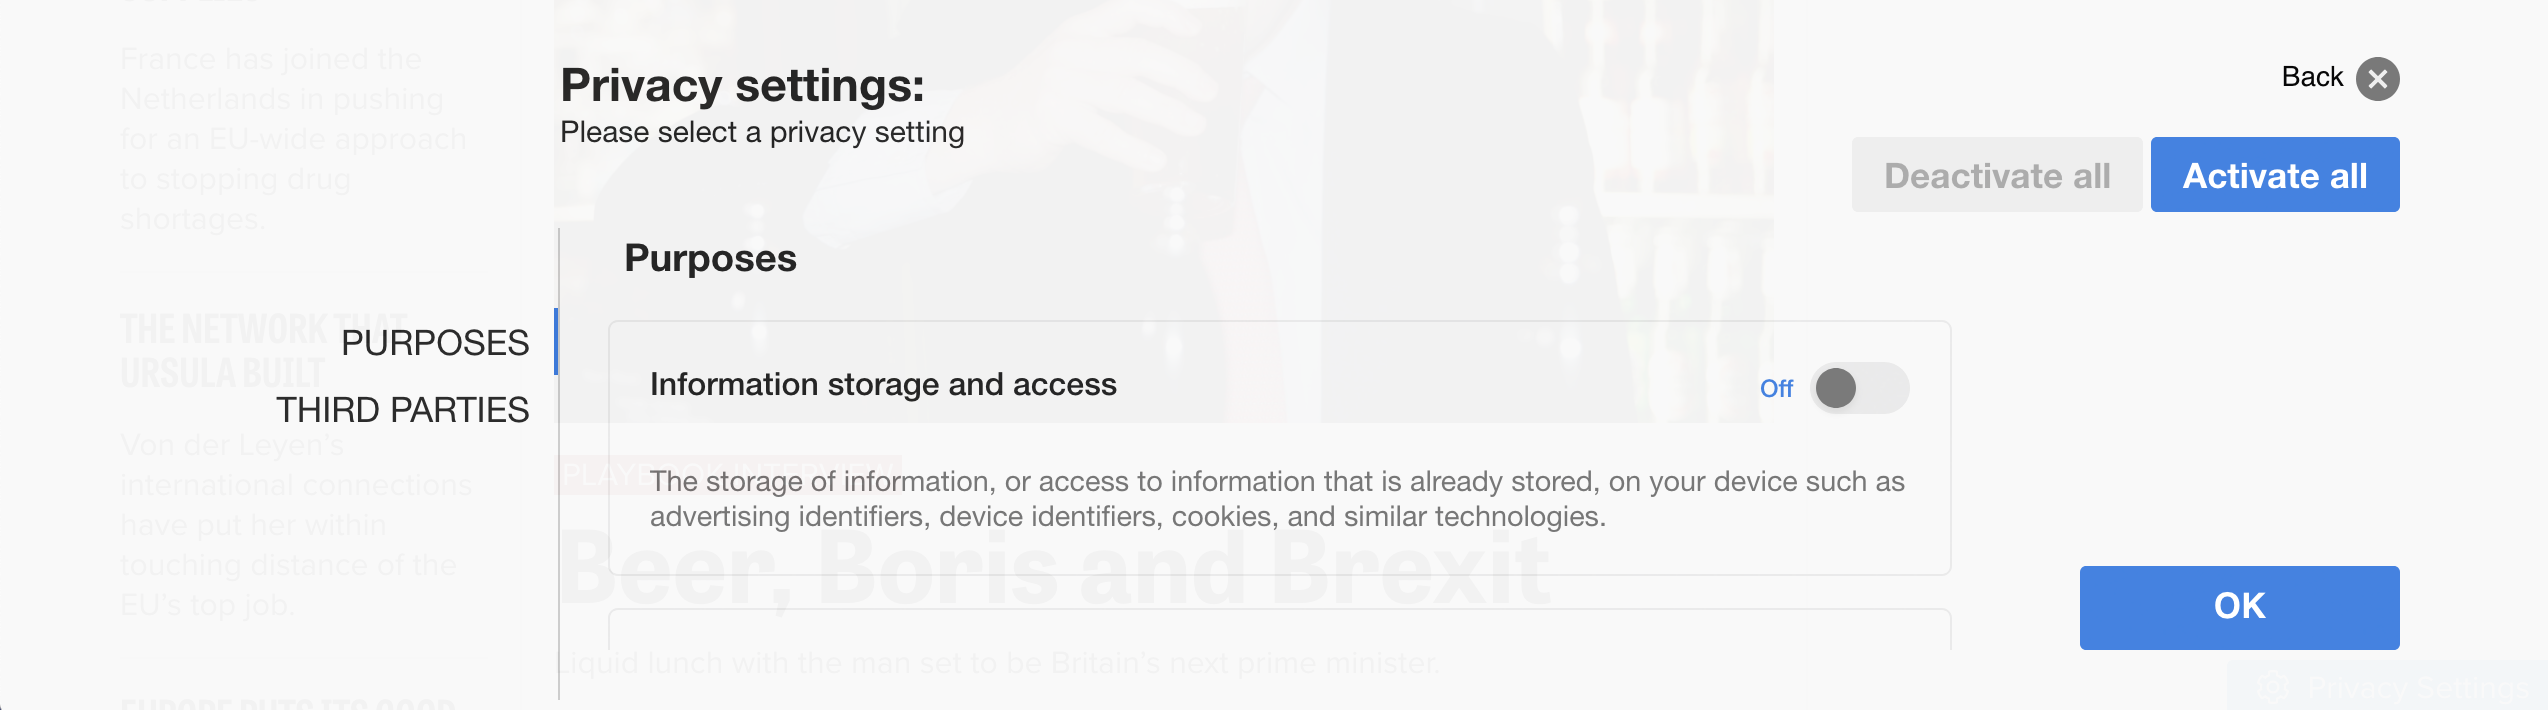 France has joined the
Netherlands in pushing
for an EU-wide approach
to stopping drug
shortages.
THE NETWORK THAT
URSULA BUILT
Von der Leyen's
international connections
have put her within
touching distance of the
EU's top job.
Privacy settings:
Please select a privacy setting
Back
Deactivate all
Activate all
PURPOSES
THIRD PARTIES
Purposes
Information storage and access
Off
The storage of information, or access to information that is already stored, on your device such as
advertising identifiers, device identifiers, cookies, and similar technologies.
PLAYBOOK INTERVIEW
Beer, Boris and Brexit
Liquid lunch with the man set to be Britain's next prime minister.
OK
Privacy Settings